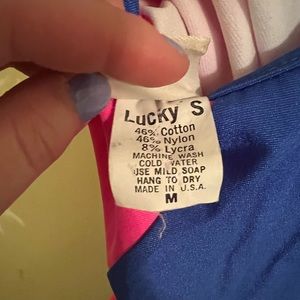 Lucky S
46% Cotton
46% Nylon
8% Lycra
MACHINE WASH
COLD WATER
USE MILD SOAP
HANG TO DRY
MADE IN U.S.A.
M